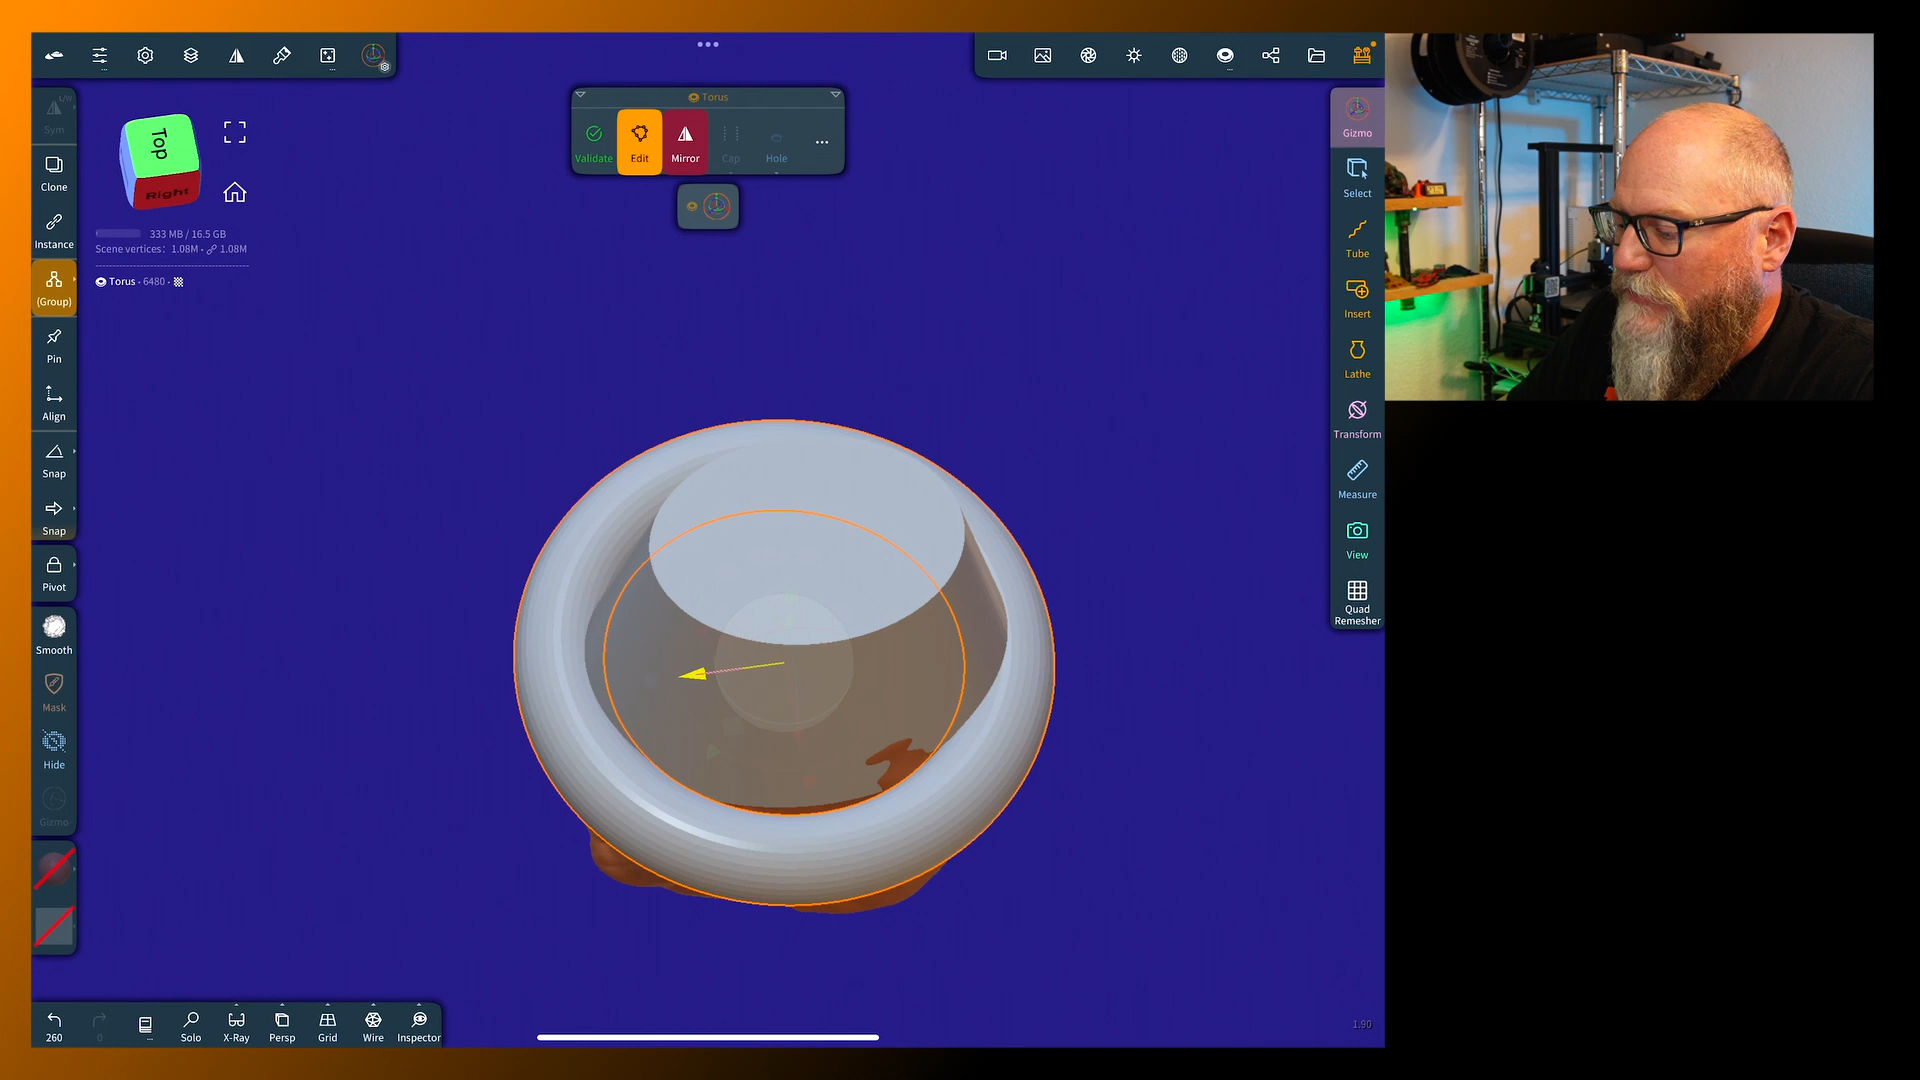 Top
Right
333 MB / 16.5 GB
Scene vertices: 1.08M • 1.08M
Torus • 6480 •
Torus
Validate
Edit
Mirror
Cap
Hole
...
Sym
Clone
Instance
(Group)
Pin
Align
Snap
Snap
Pivot
Smooth
Mask
Hide
Gizmo
Gizmo
Select
Tube
Insert
Lathe
Transform
Measure
View
Quad
Remesher
260
0
Solo
X-Ray
Persp
Grid
Wire
Inspector
1.90